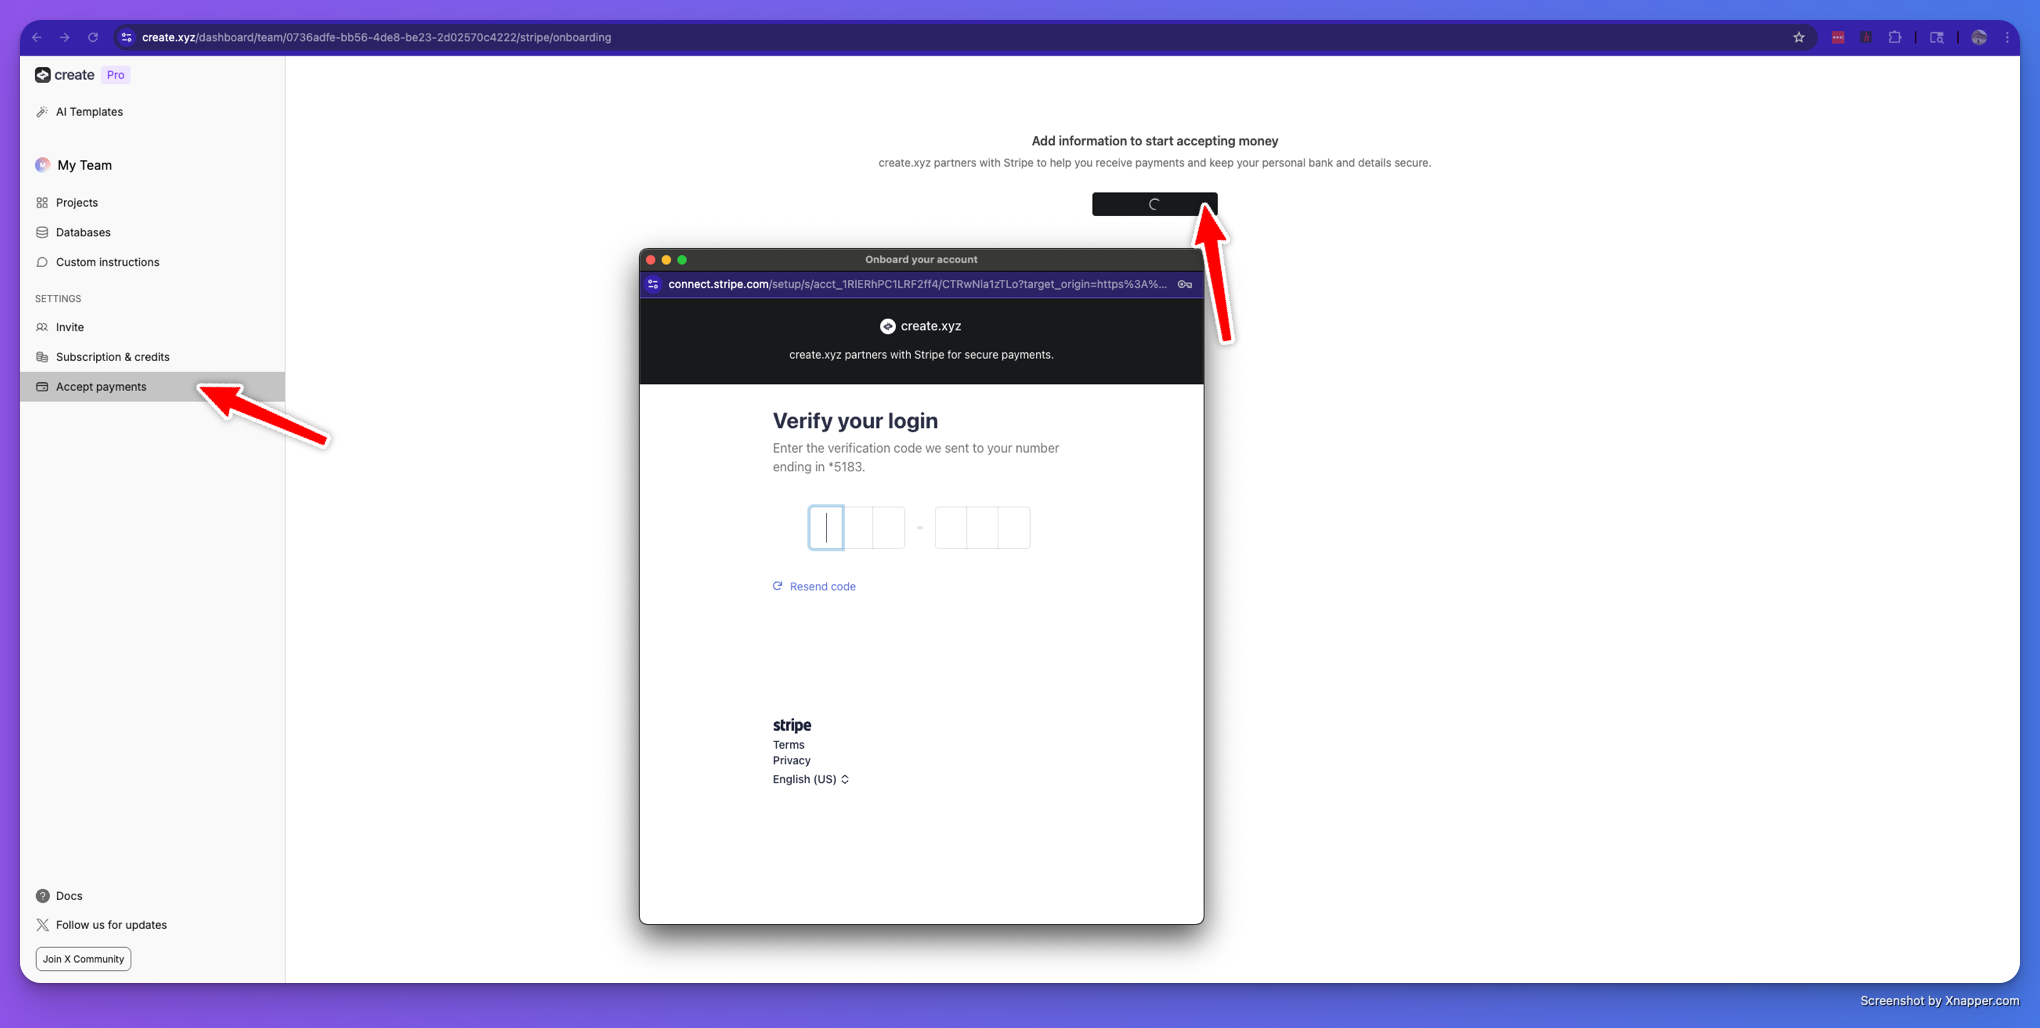 create.xyz/dashboard/team/0736adfe-bb56-4de8-be23-2d02570c4222/stripe/onboarding
create Pro
AI Templates
My Team
Projects
Databases
Custom instructions
SETTINGS
Invite
Subscription & credits
Accept payments
Docs
Follow us for updates
Join X Community
Add information to start accepting money
create.xyz partners with Stripe to help you receive payments and keep your personal bank and details secure.
Onboard your account
connect.stripe.com/setup/s/acct_1RIERhPC1LRF2ff4/CTRwNla1zTLo?target_origin=https%3A%...
create.xyz
create.xyz partners with Stripe for secure payments.
Verify your login
Enter the verification code we sent to your number
ending in *5183.
-
Resend code
stripe
Terms
Privacy
English (US)
Screenshot by Xnapper.com